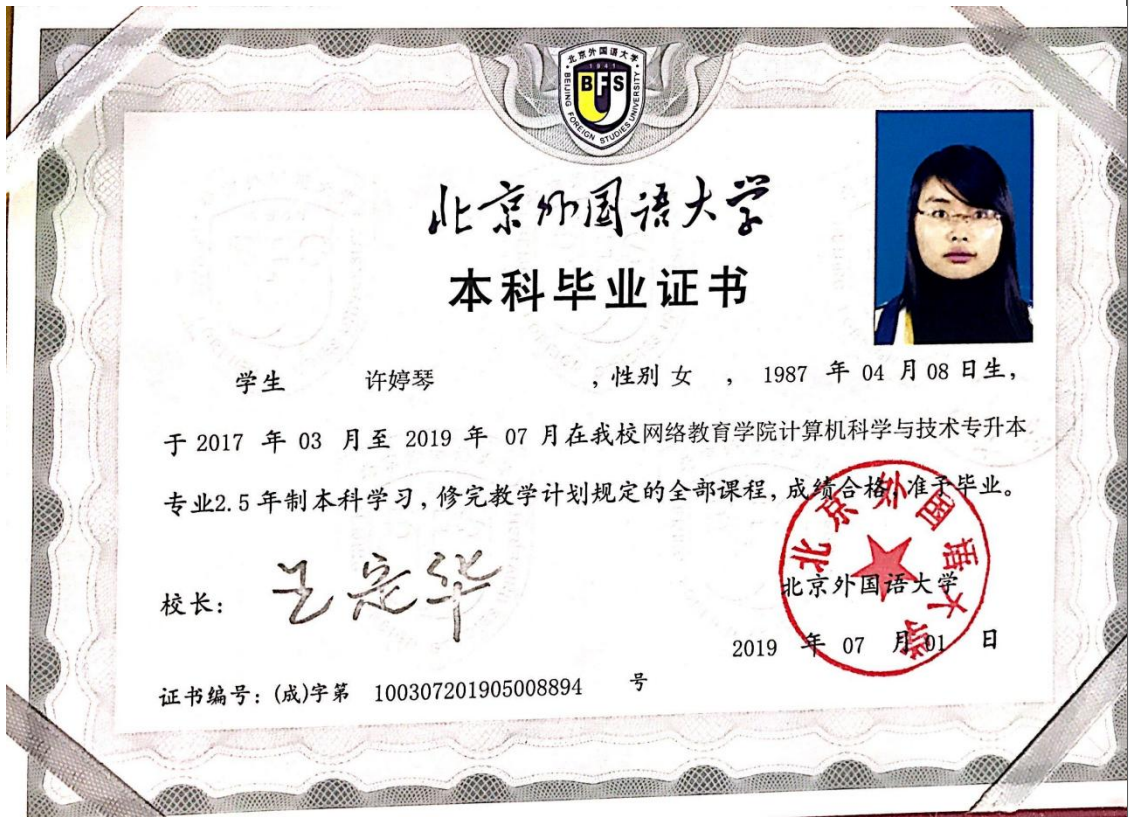 北京外国语大学
1941
BFSU
BEIJING FOREIGN STUDIES UNIVERSITY
北京外国语大学
本科毕业证书
学生 许婷琴 ，性别 女 ， 1987 年 04 月 08 日生，
于 2017 年 03 月至 2019 年 07 月在我校网络教育学院计算机科学与技术专升本
专业2.5 年制本科学习，修完教学计划规定的全部课程，成绩合格，准予毕业。
校长： 王定华
北京外国语大学
北京外国语大学
2019 年 07 月 01 日
证书编号：(成)字第 100307201905008894 号